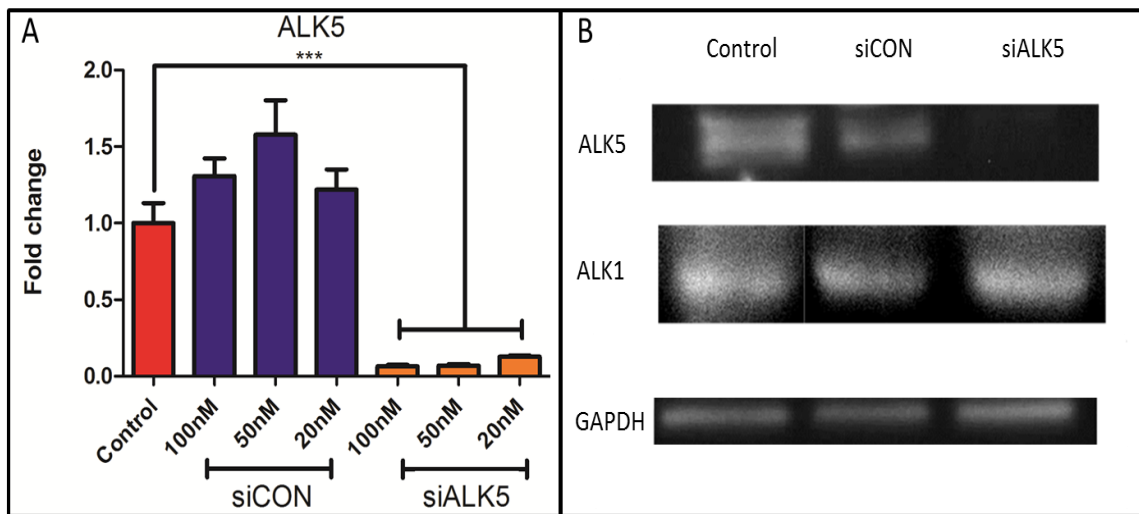 A
ALK5
***
2.0
1.5
1.0
0.5
0.0
Fold change
Control
100nM
50nM
20nM
100nM
50nM
20nM
siCON
siALK5
B
Control
siCON
siALK5
ALK5
ALK1
GAPDH